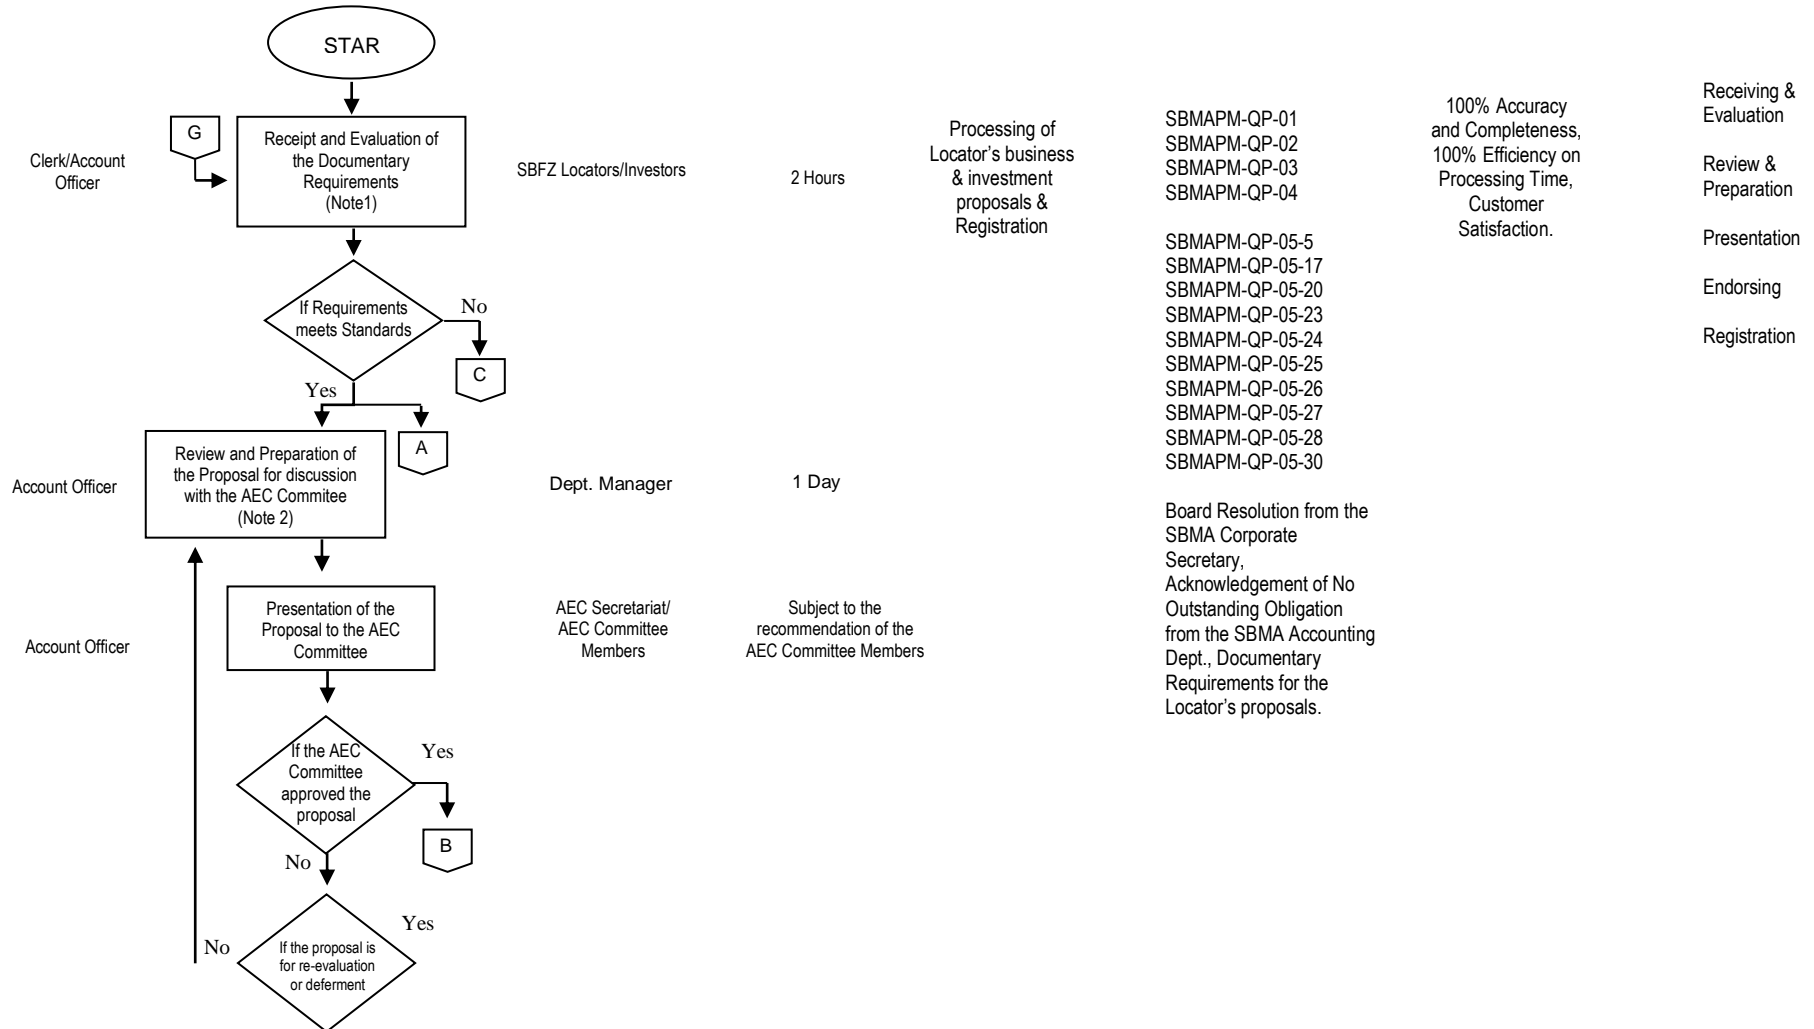 STAR
G
Clerk/Account
Officer
Receipt and Evaluation of
the Documentary
Requirements
(Note1)
SBFZ Locators/Investors
2 Hours
Processing of
Locator's business
& investment
proposals &
Registration
SBMAPM-QP-01
SBMAPM-QP-02
SBMAPM-QP-03
SBMAPM-QP-04
SBMAPM-QP-05-5
SBMAPM-QP-05-17
SBMAPM-QP-05-20
SBMAPM-QP-05-23
SBMAPM-QP-05-24
SBMAPM-QP-05-25
SBMAPM-QP-05-26
SBMAPM-QP-05-27
SBMAPM-QP-05-28
SBMAPM-QP-05-30
Board Resolution from the
SBMA Corporate
Secretary,
Acknowledgement of No
Outstanding Obligation
from the SBMA Accounting
Dept., Documentary
Requirements for the
Locator's proposals.
100% Accuracy
and Completeness,
100% Efficiency on
Processing Time,
Customer
Satisfaction.
Receiving &
Evaluation
Review &
Preparation
Presentation
Endorsing
Registration
If Requirements
meets Standards
No
C
Yes
A
Account Officer
Review and Preparation of
the Proposal for discussion
with the AEC Commitee
(Note 2)
Dept. Manager
1 Day
Account Officer
Presentation of the
Proposal to the AEC
Committee
AEC Secretariat/
AEC Committee
Members
Subject to the
recommendation of the
AEC Committee Members
If the AEC
Committee
approved the
proposal
Yes
B
No
If the proposal is
for re-evaluation
or deferment
Yes
No